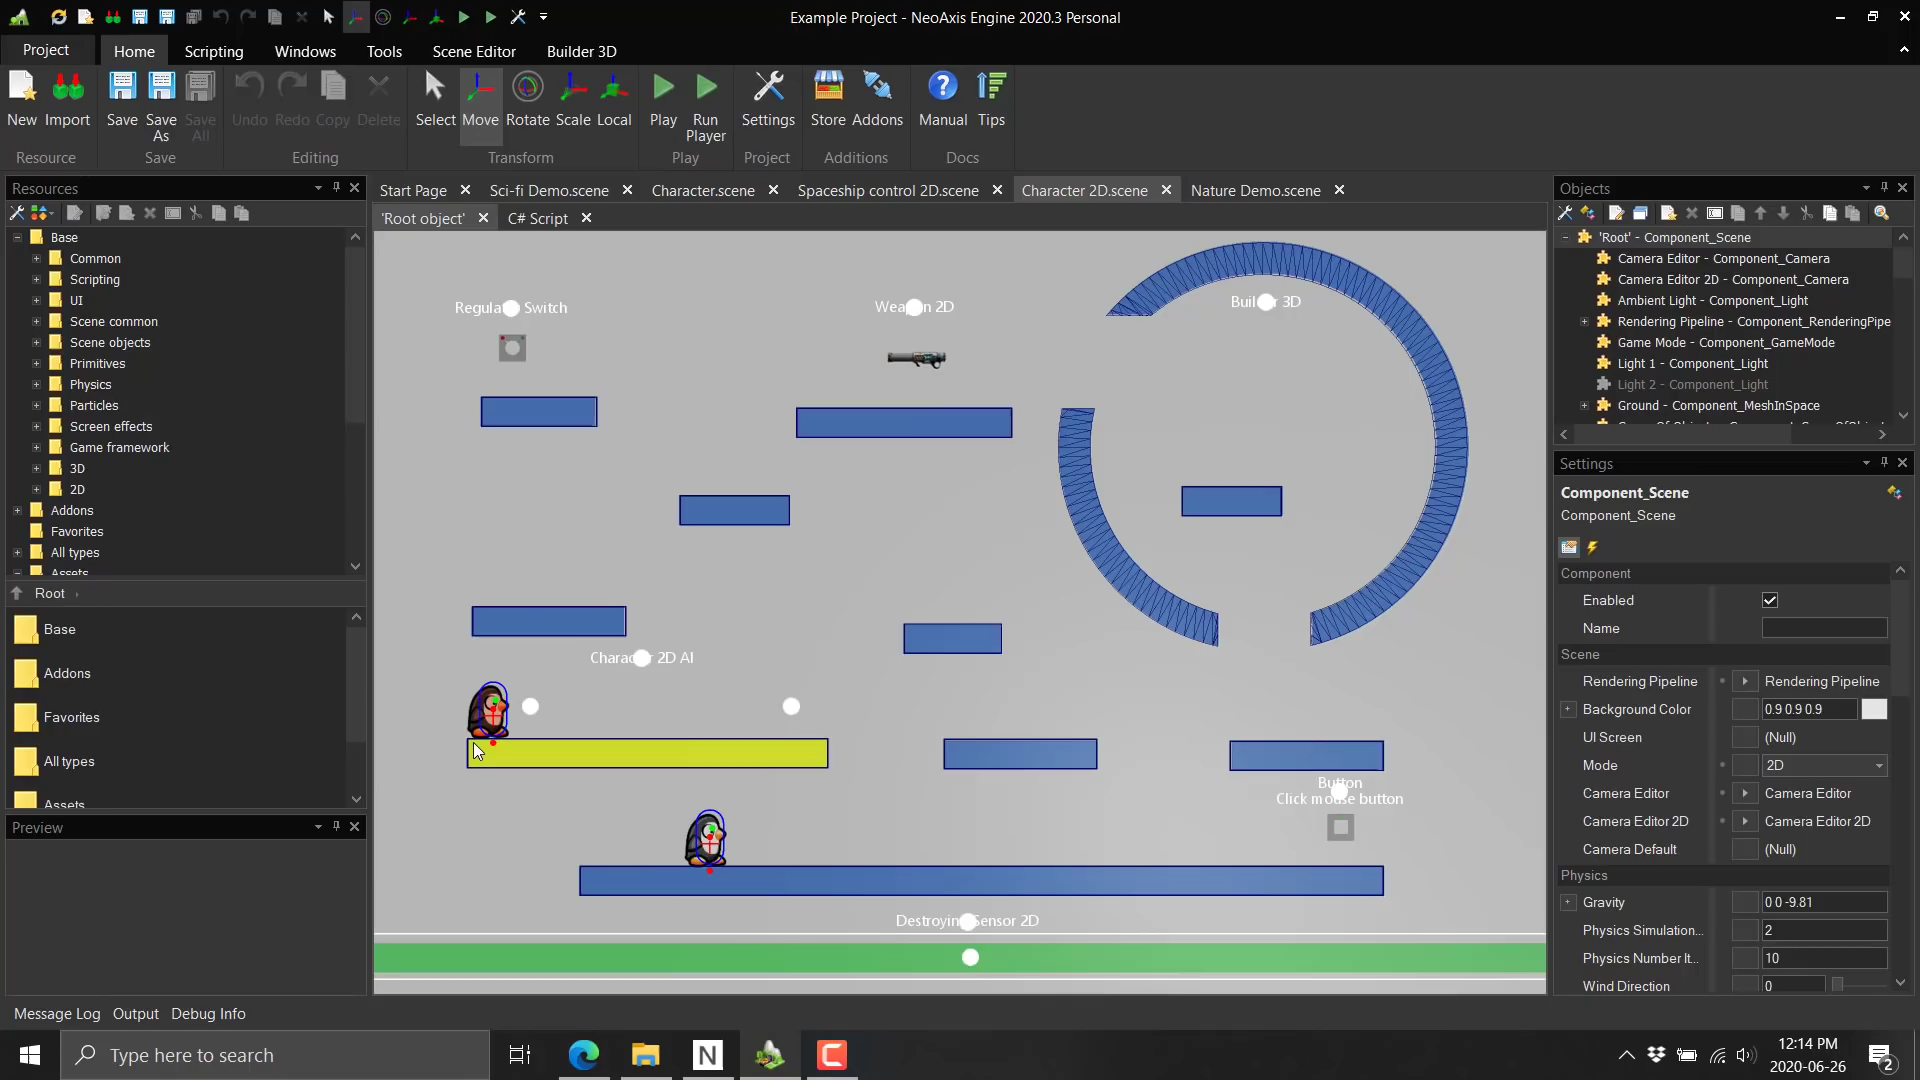 Example Project - NeoAxis Engine 2020.3 Personal
Project
Home
Scripting
Windows
Tools
Scene Editor
Builder 3D
New
Import
Save
Save As
Save All
Undo
Redo
Copy
Delete
Select
Move
Rotate
Scale
Local
Play
Run Player
Settings
Store
Addons
Manual
Tips
Resource
Save
Editing
Transform
Play
Project
Additions
Docs
Resources
Base
Common
Scripting
UI
Scene common
Scene objects
Primitives
Physics
Particles
Screen effects
Game framework
3D
2D
Addons
Favorites
All types
Assets
Root
Base
Addons
Favorites
All types
Assets
Preview
Start Page
Sci-fi Demo.scene
Character.scene
Spaceship control 2D.scene
Character 2D.scene
Nature Demo.scene
'Root object'
C# Script
Switch
2D
3D
2D AI
Button
Click mouse button
Sensor 2D
Objects
'Root' - Component_Scene
Camera Editor - Component_Camera
Camera Editor 2D - Component_Camera
Ambient Light - Component_Light
Rendering Pipeline - Component_RenderingPipe
Game Mode - Component_GameMode
Light 1 - Component_Light
Light 2 - Component_Light
Ground - Component_MeshInSpace
Settings
Component_Scene
Component_Scene
Component
Enabled
Name
Scene
Rendering Pipeline Rendering Pipeline
Background Color 0.9 0.9 0.9
UI Screen (Null)
Mode 2D
Camera Editor Camera Editor
Camera Editor 2D Camera Editor 2D
Camera Default (Null)
Physics
Gravity 0 0 -9.81
Physics Simulation... 2
Physics Number It... 10
Wind Direction 0
Message Log
Output
Debug Info
Type here to search
N
12:14 PM
2020-06-26
2